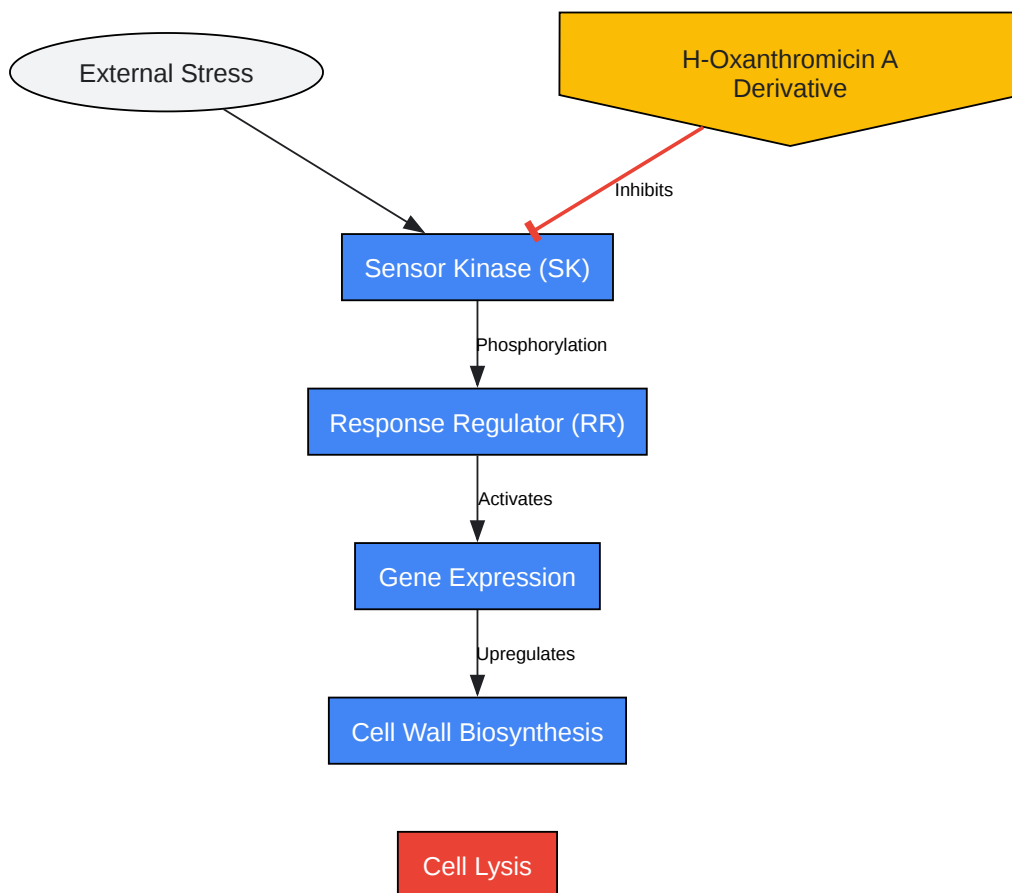 External Stress
H-Oxanthromicin A
Derivative
Inhibits
Sensor Kinase (SK)
Phosphorylation
Response Regulator (RR)
Activates
Gene Expression
Upregulates
Cell Wall Biosynthesis
Cell Lysis